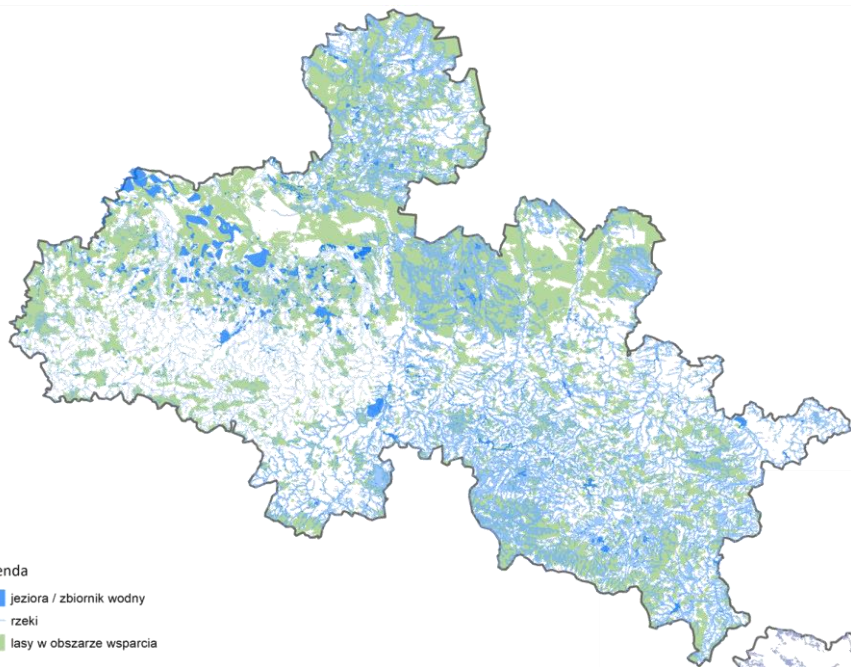 enda
jeziora / zbiornik wodny
rzeki
lasy w obszarze wsparcia